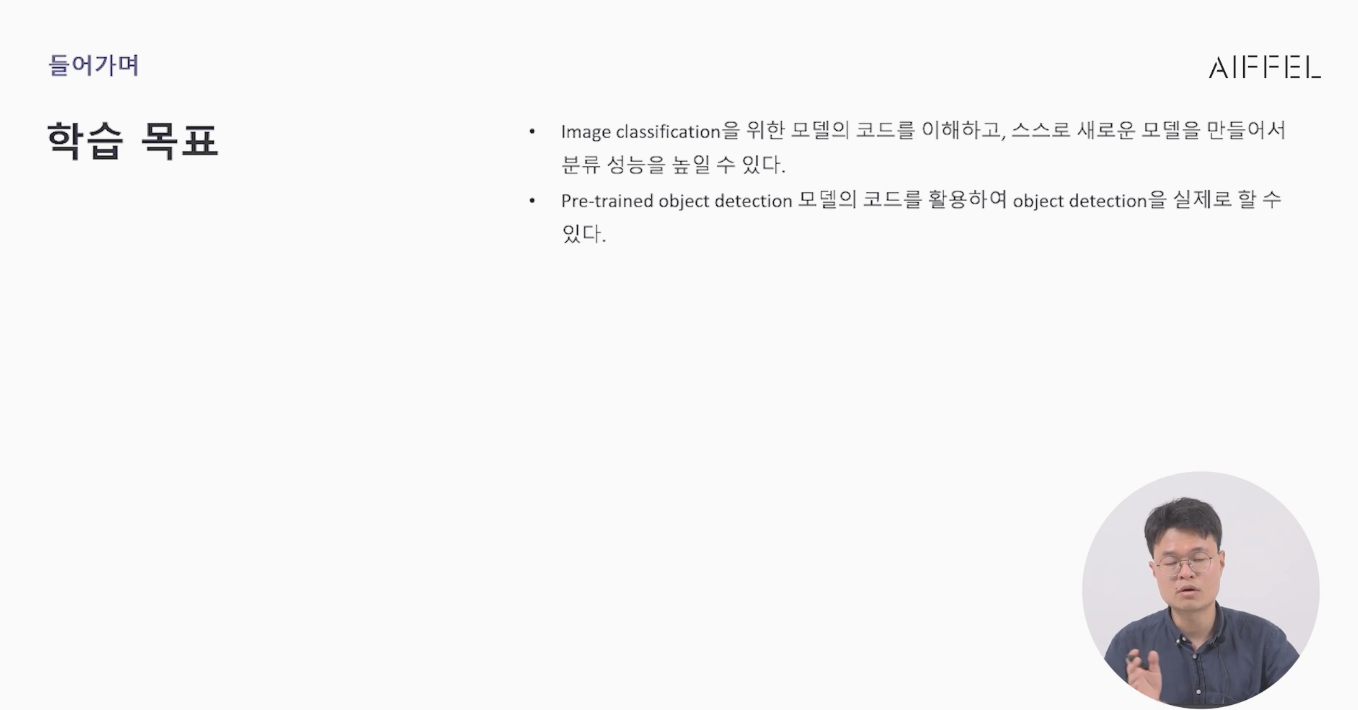 들어가며
AIFFEL
학습 목표
• Image classification을 위한 모델의 코드를 이해하고, 스스로 새로운 모델을 만들어서
분류 성능을 높일 수 있다.
• Pre-trained object detection 모델의 코드를 활용하여 object detection을 실제로 할 수
있다.